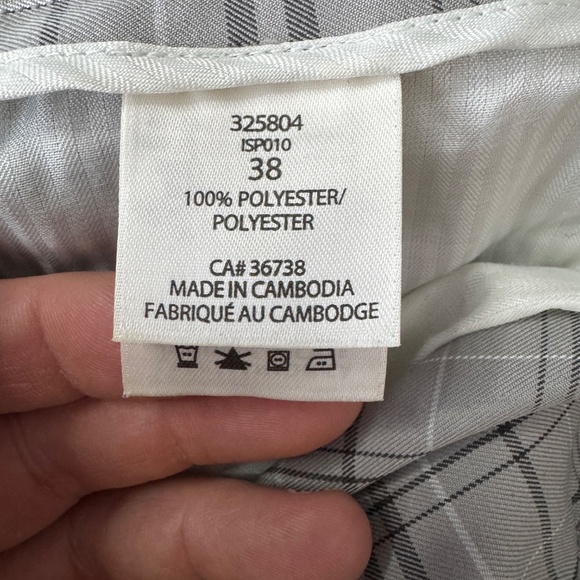 325804
ISP010
38
100% POLYESTER/
POLYESTER
CA# 36738
MADE IN CAMBODIA
FABRIQUÉ AU CAMBODGE